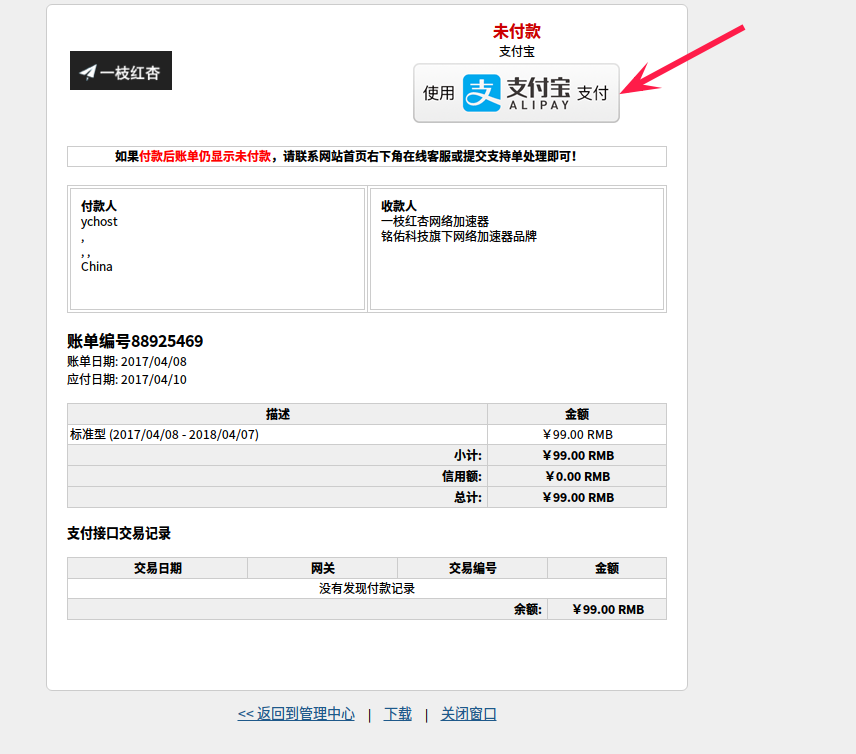 未付款
支付宝
一枝红杏
使用 支 支付宝 ALIPAY 支付
如果付款后账单仍显示未付款，请联系网站首页右下角在线客服或提交支持单处理即可！
付款人
ychost
,
, ,
China
收款人
一枝红杏网络加速器
铭佑科技旗下网络加速器品牌
账单编号88925469
账单日期: 2017/04/08
应付日期: 2017/04/10
描述 金额
标准型 (2017/04/08 - 2018/04/07) ￥99.00 RMB
小计: ￥99.00 RMB
信用额: ￥0.00 RMB
总计: ￥99.00 RMB
支付接口交易记录
交易日期 网关 交易编号 金额
没有发现付款记录
余额: ￥99.00 RMB
<< 返回到管理中心 | 下载 | 关闭窗口